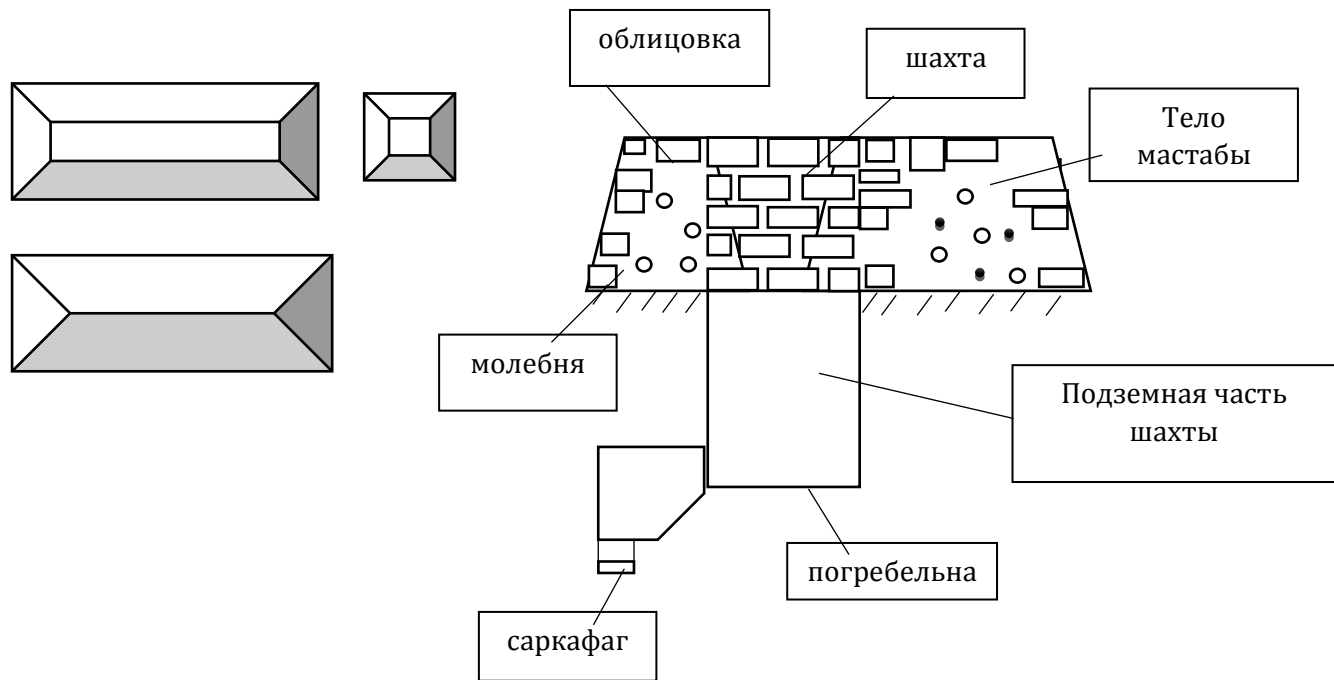 облицовка
шахта
Тело
мастабы
молебня
Подземная часть
шахты
погребельна
саркафаг